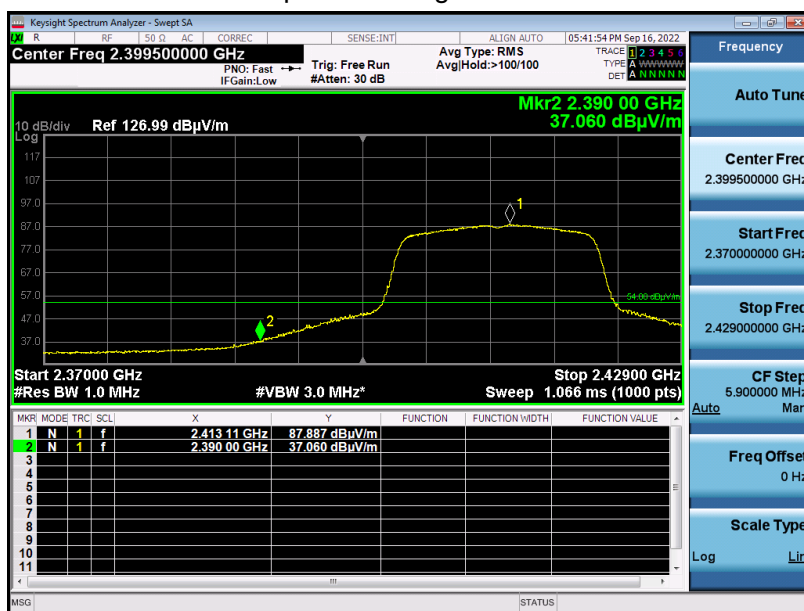 Keysight Spectrum Analyzer - Swept SA
LXI R RF 50 Ω AC CORREC SENSE:INT ALIGN AUTO 05:41:54 PM Sep 16, 2022
Center Freq 2.399500000 GHz
PNO: Fast
IFGain:Low
Trig: Free Run
#Atten: 30 dB
Avg Type: RMS
Avg|Hold:>100/100
TRACE 1 2 3 4 5 6
TYPE A WWWWW
DET A N N N N N
Mkr2 2.390 00 GHz
37.060 dBµV/m
10 dB/div Ref 126.99 dBµV/m
Log
117
107
97.0
87.0
77.0
67.0
57.0
47.0
37.0
1
2
54.00 dBµV/m
Start 2.37000 GHz Stop 2.42900 GHz
#Res BW 1.0 MHz #VBW 3.0 MHz* Sweep 1.066 ms (1000 pts)
MKR MODE TRC SCL X Y FUNCTION FUNCTION WIDTH FUNCTION VALUE
1 N 1 f 2.413 11 GHz 87.887 dBµV/m
2 N 1 f 2.390 00 GHz 37.060 dBµV/m
3
4
5
6
7
8
9
10
11
MSG STATUS
Frequency
Auto Tune
Center Freq
2.399500000 GHz
Start Freq
2.370000000 GHz
Stop Freq
2.429000000 GHz
CF Step
5.900000 MHz
Auto Man
Freq Offset
0 Hz
Scale Type
Log Lin